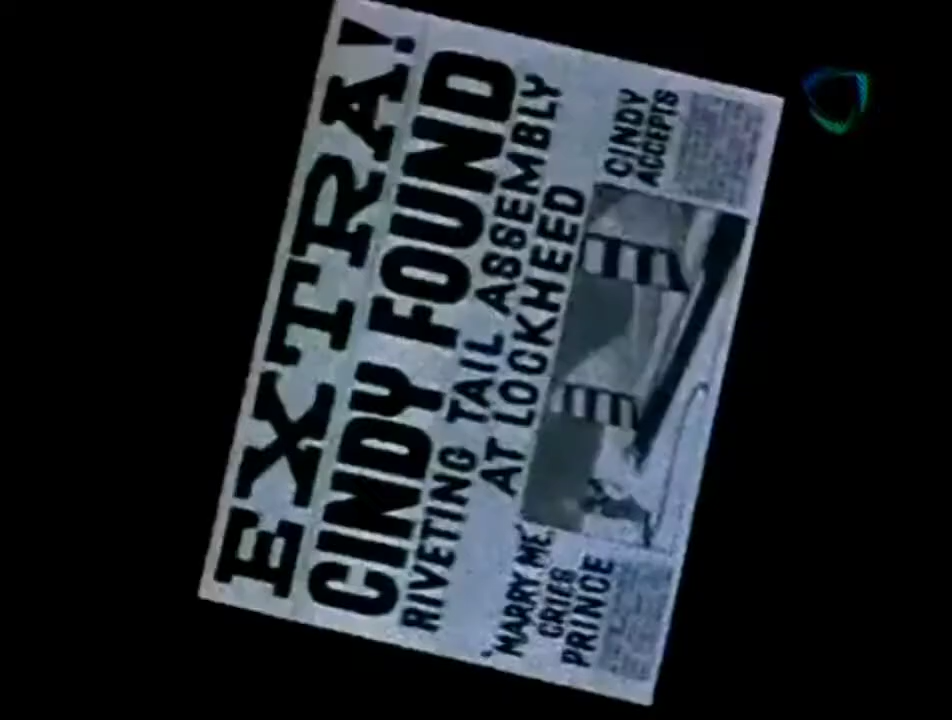 EXTRA!
CINDY FOUND
RIVETING TAIL ASSEMBLY
AT LOCKHEED
"MARRY ME,"
CRIES
PRINCE
CINDY
ACCEPTS